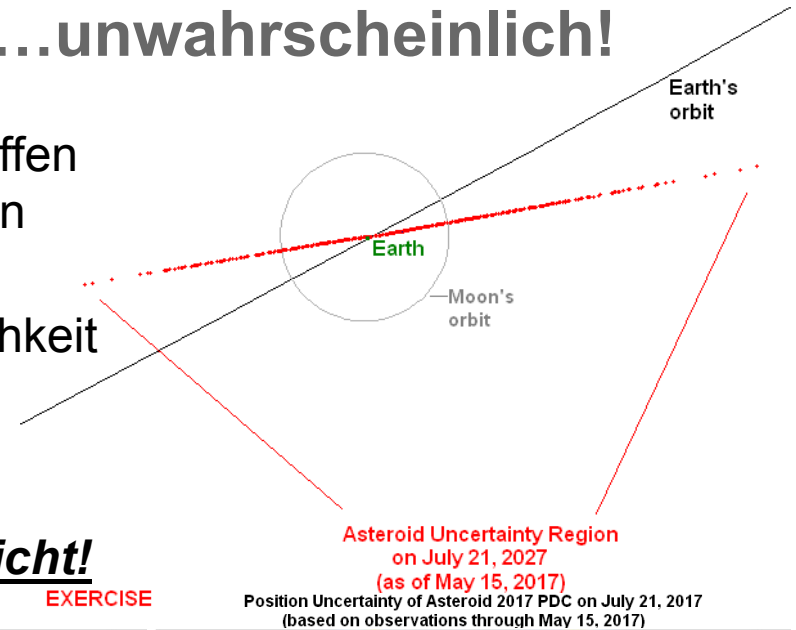 …unwahrscheinlich!
Earth's
orbit
ffen
n
Earth
Moon's
orbit
hkeit
Asteroid Uncertainty Region
on July 21, 2027
(as of May 15, 2017)
icht!
EXERCISE
Position Uncertainty of Asteroid 2017 PDC on July 21, 2017
(based on observations through May 15, 2017)